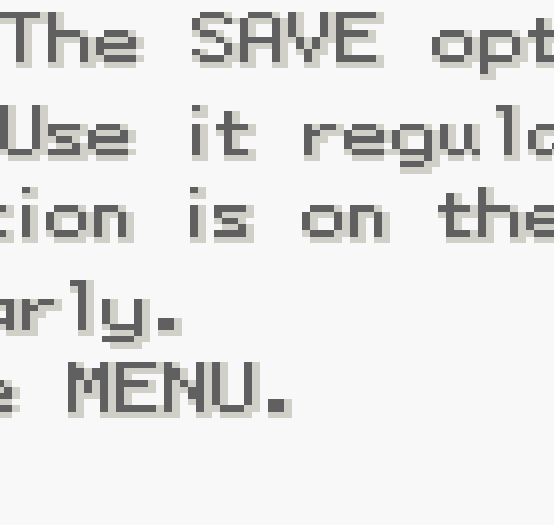 The SAVE opt
Use it regula
tion is on the
arly.
e MENU.